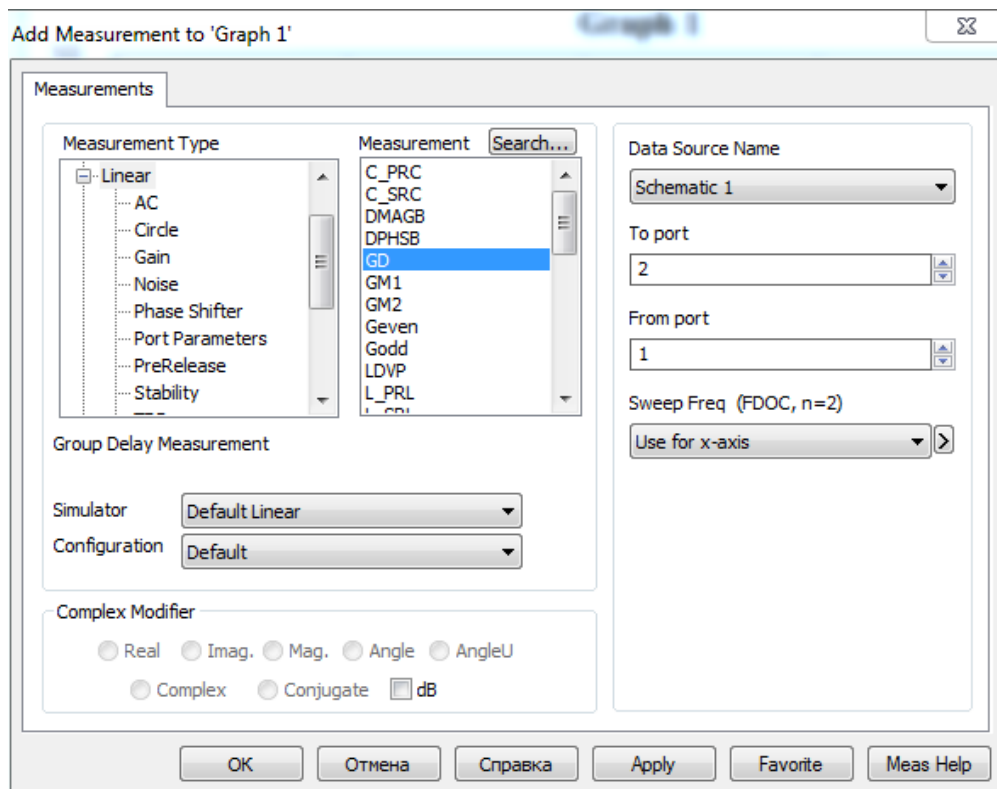 Graph 1
Add Measurement to 'Graph 1'
Measurements
Measurement Type
Linear
AC
Circle
Gain
Noise
Phase Shifter
Port Parameters
PreRelease
Stability
Measurement
Search...
C_PRC
C_SRC
DMAGB
DPHSB
GD
GM1
GM2
Geven
Godd
LDVP
L_PRL
Group Delay Measurement
Simulator
Default Linear
Configuration
Default
Complex Modifier
Real Imag. Mag. Angle AngleU
Complex Conjugate dB
Data Source Name
Schematic 1
To port
2
From port
1
Sweep Freq (FDOC, n=2)
Use for x-axis
OK Отмена Справка Apply Favorite Meas Help